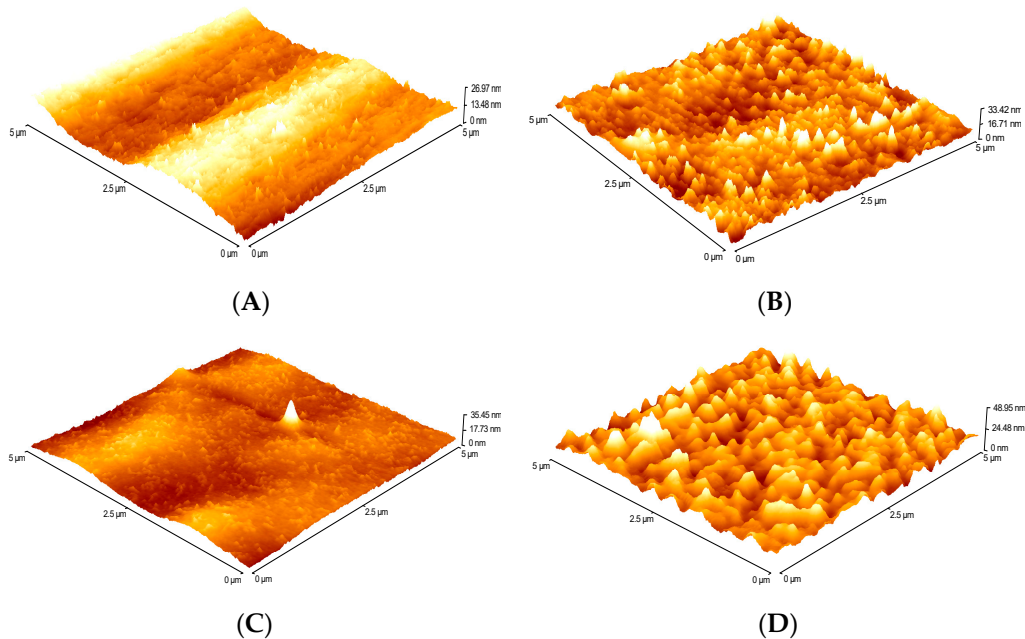 26.97 nm
13.48 nm
0 nm
5 µm
5 µm
2.5 µm
2.5 µm
0 µm
0 µm
(A)
33.42 nm
16.71 nm
0 nm
5 µm
5 µm
2.5 µm
2.5 µm
0 µm
0 µm
(B)
35.45 nm
17.73 nm
0 nm
5 µm
5 µm
2.5 µm
2.5 µm
0 µm
0 µm
(C)
48.95 nm
24.48 nm
0 nm
5 µm
5 µm
2.5 µm
2.5 µm
0 µm
0 µm
(D)